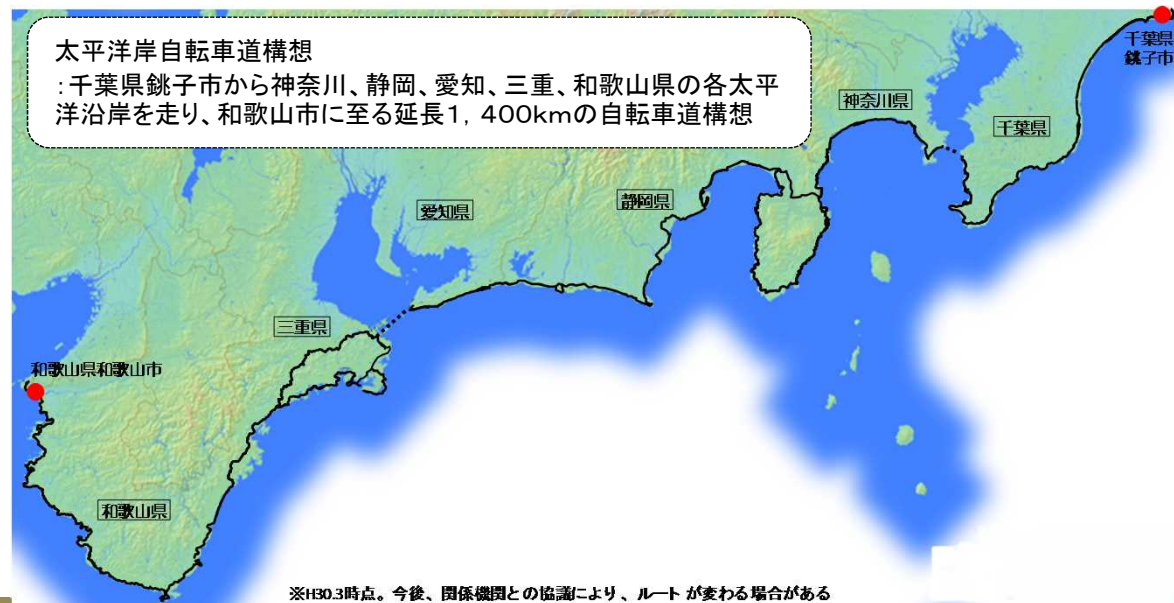 太平洋岸自転車道構想
:千葉県銚子市から神奈川、静岡、愛知、三重、和歌山県の各太平
洋沿岸を走り、和歌山市に至る延長1,400kmの自転車道構想
千葉県
銚子市
神奈川県
千葉県
静岡県
愛知県
三重県
和歌山県和歌山市
和歌山県
※H30.3時点。今後、関係機関との協議により、ルートが変わる場合がある